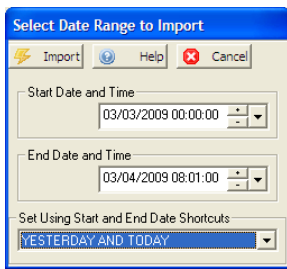 Select Date Range to Import
Import Help Cancel
Start Date and Time
03/03/2009 00:00:00
End Date and Time
03/04/2009 08:01:00
Set Using Start and End Date Shortcuts
YESTERDAY AND TODAY